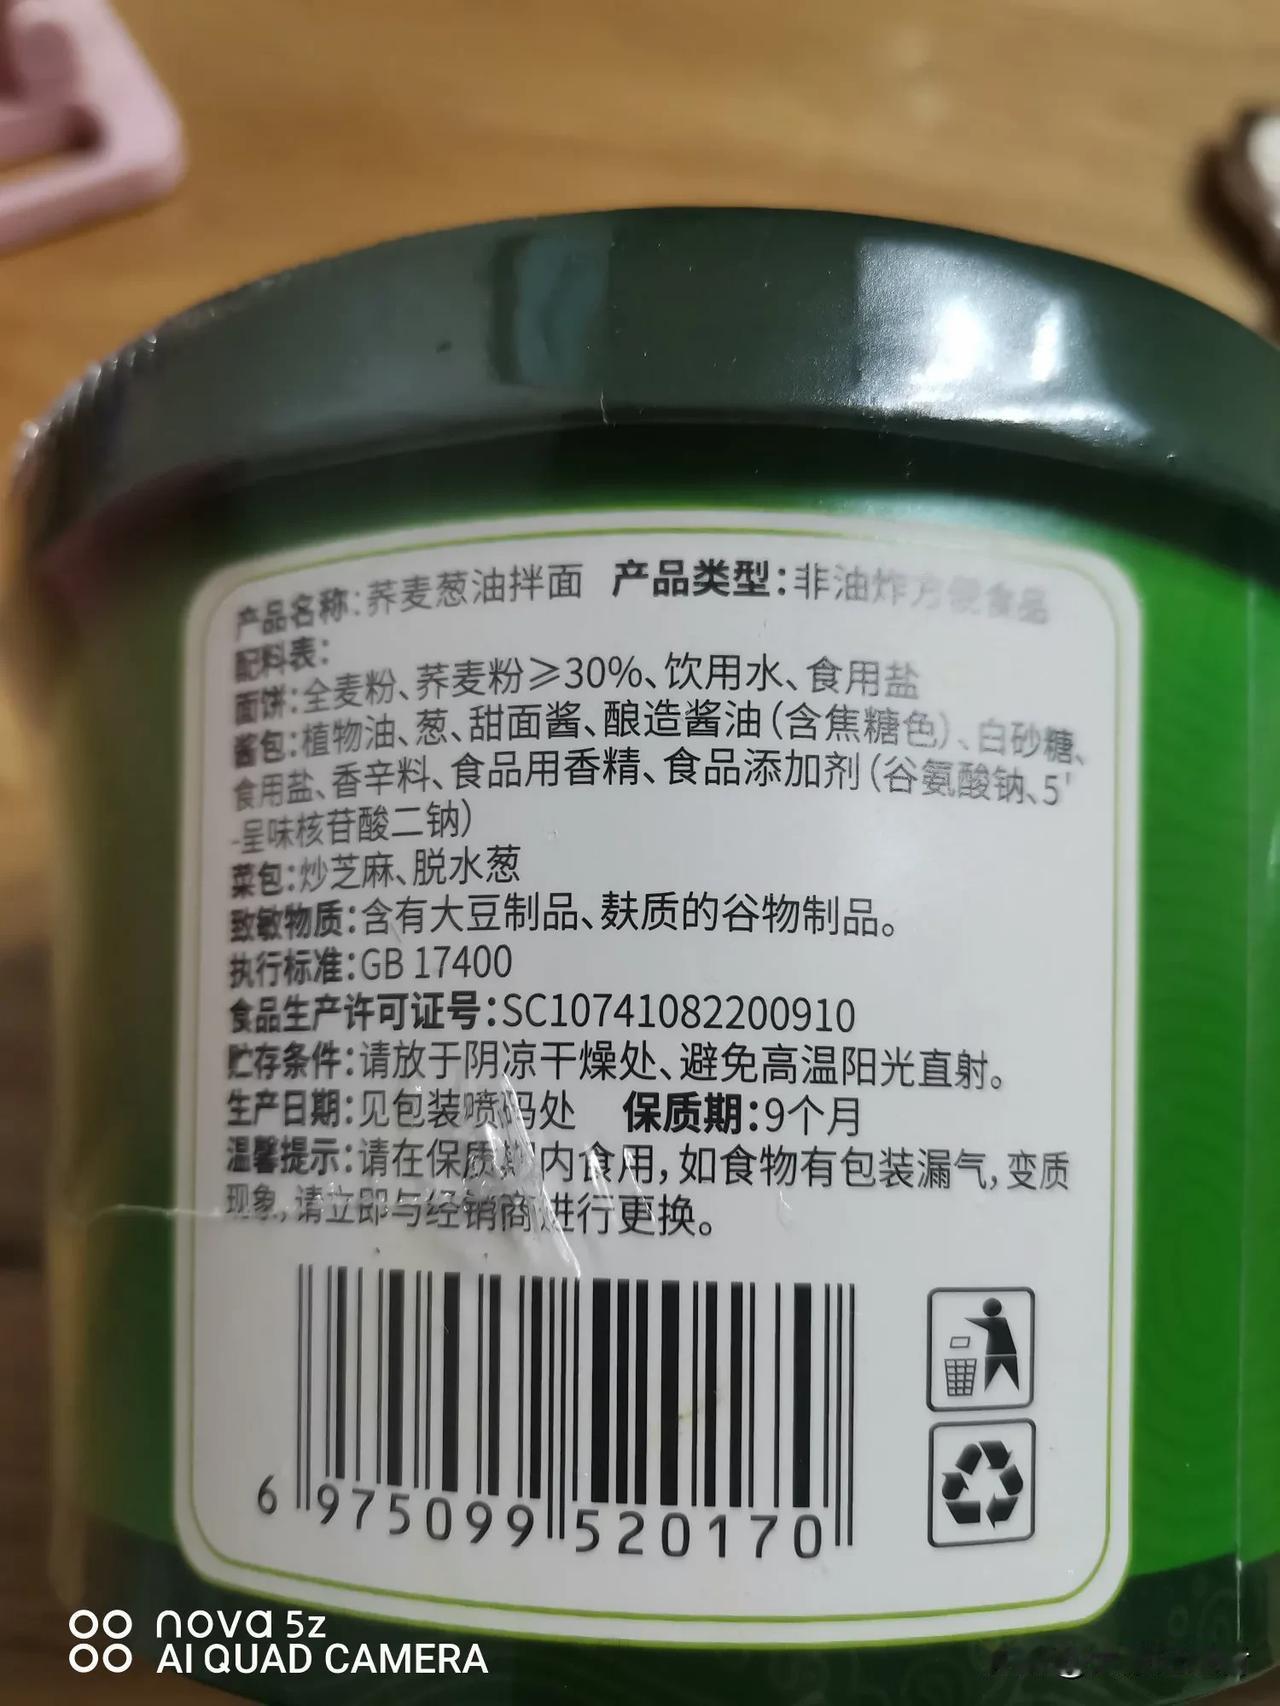 产品名称:荞麦葱油拌面 产品类型:非油炸方便食品
配料表:
面饼:全麦粉、荞麦粉≥30%、饮用水、食用盐
酱包:植物油、葱、甜面酱、酿造酱油(含焦糖色)、白砂糖、
食用盐、香辛料、食品用香精、食品添加剂(谷氨酸钠、5'
-呈味核苷酸二钠)
菜包:炒芝麻、脱水葱
致敏物质:含有大豆制品、麸质的谷物制品。
执行标准:GB 17400
食品生产许可证号:SC10741082200910
贮存条件:请放于阴凉干燥处、避免高温阳光直射。
生产日期:见包装喷码处 保质期:9个月
温馨提示:请在保质期内食用,如食物有包装漏气,变质
现象,请立即与经销商进行更换。
6 975099 520170
nova 5z
AI QUAD CAMERA